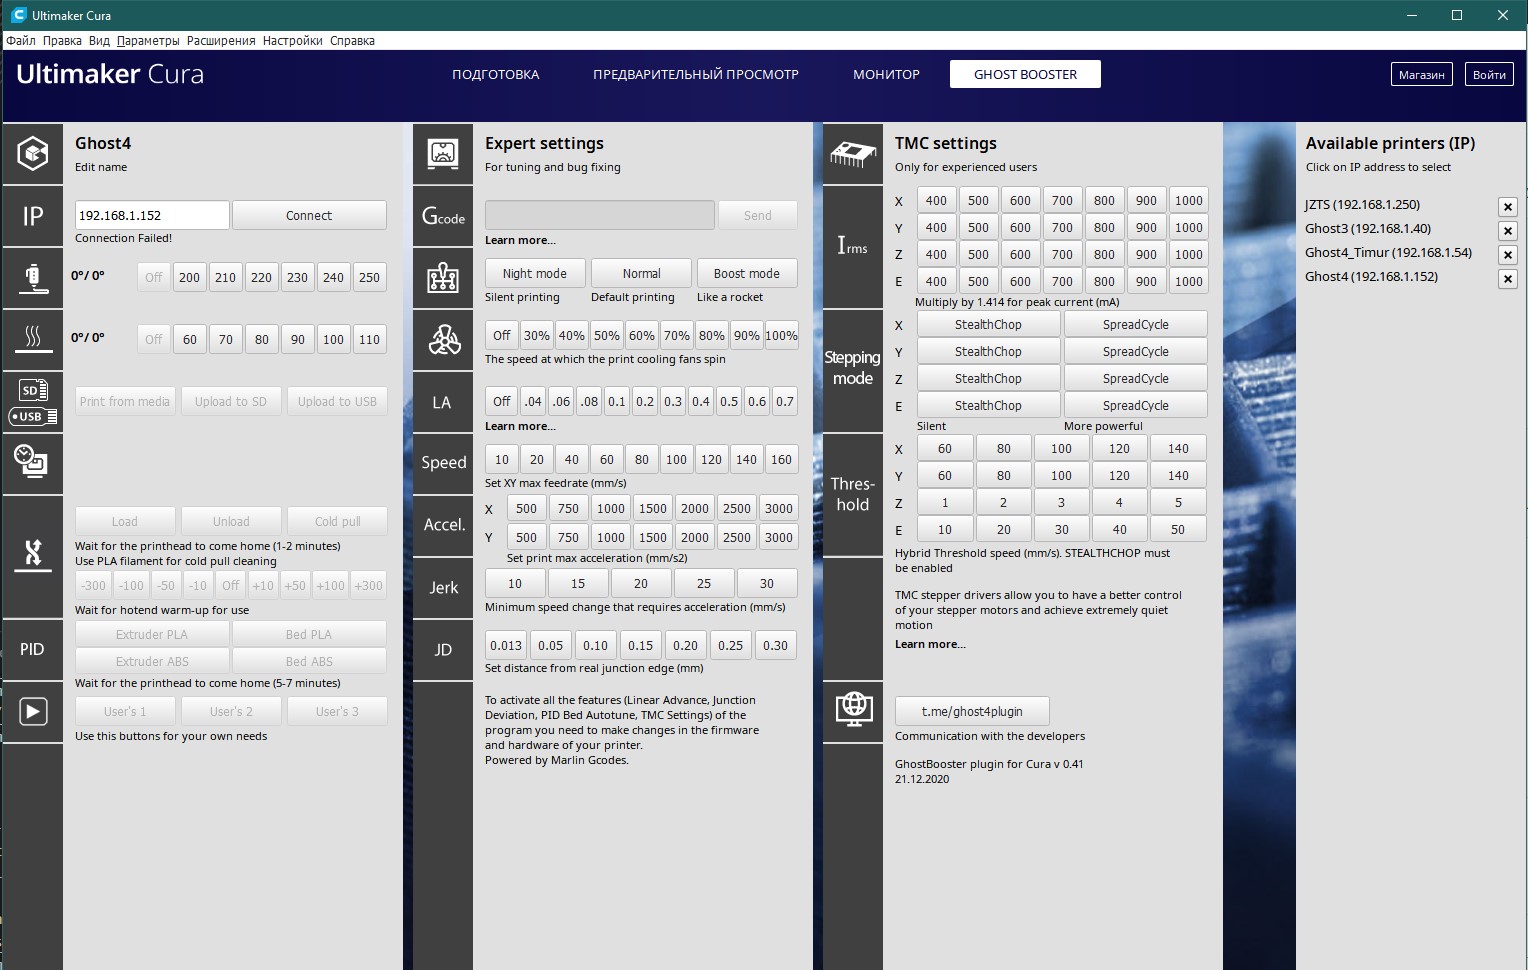 Ultimaker Cura
Файл Правка Вид Параметры Расширения Настройки Справка
Ultimaker Cura
ПОДГОТОВКА ПРЕДВАРИТЕЛЬНЫЙ ПРОСМОТР МОНИТОР GHOST BOOSTER
Магазин Войти
Ghost4
Edit name
IP 192.168.1.152 Connect
Connection Failed!
0°/ 0° Off 200 210 220 230 240 250
0°/ 0° Off 60 70 80 90 100 110
SD
USB
Print from media Upload to SD Upload to USB
Load Unload Cold pull
Wait for the printhead to come home (1-2 minutes)
Use PLA filament for cold pull cleaning
-300 -100 -50 -10 Off +10 +50 +100 +300
Wait for hotend warm-up for use
PID
Extruder PLA Bed PLA
Extruder ABS Bed ABS
Wait for the printhead to come home (5-7 minutes)
User's 1 User's 2 User's 3
Use this buttons for your own needs
Expert settings
For tuning and bug fixing
Gcode Send
Learn more...
Night mode Normal Boost mode
Silent printing Default printing Like a rocket
Off 30% 40% 50% 60% 70% 80% 90% 100%
The speed at which the print cooling fans spin
LA Off .04 .06 .08 0.1 0.2 0.3 0.4 0.5 0.6 0.7
Learn more...
Speed 10 20 40 60 80 100 120 140 160
Set XY max feedrate (mm/s)
Accel.
X 500 750 1000 1500 2000 2500 3000
Y 500 750 1000 1500 2000 2500 3000
Set print max acceleration (mm/s2)
Jerk 10 15 20 25 30
Minimum speed change that requires acceleration (mm/s)
JD 0.013 0.05 0.10 0.15 0.20 0.25 0.30
Set distance from real junction edge (mm)
To activate all the features (Linear Advance, Junction
Deviation, PID Bed Autotune, TMC Settings) of the
program you need to make changes in the firmware
and hardware of your printer.
Powered by Marlin Gcodes.
TMC settings
Only for experienced users
Irms
X 400 500 600 700 800 900 1000
Y 400 500 600 700 800 900 1000
Z 400 500 600 700 800 900 1000
E 400 500 600 700 800 900 1000
Multiply by 1.414 for peak current (mA)
Stepping
mode
X StealthChop SpreadCycle
Y StealthChop SpreadCycle
Z StealthChop SpreadCycle
E StealthChop SpreadCycle
Silent More powerful
Thres-
hold
X 60 80 100 120 140
Y 60 80 100 120 140
Z 1 2 3 4 5
E 10 20 30 40 50
Hybrid Threshold speed (mm/s). STEALTHCHOP must
be enabled
TMC stepper drivers allow you to have a better control
of your stepper motors and achieve extremely quiet
motion
Learn more...
t.me/ghost4plugin
Communication with the developers
GhostBooster plugin for Cura v 0.41
21.12.2020
Available printers (IP)
Click on IP address to select
JZTS (192.168.1.250)
Ghost3 (192.168.1.40)
Ghost4_Timur (192.168.1.54)
Ghost4 (192.168.1.152)